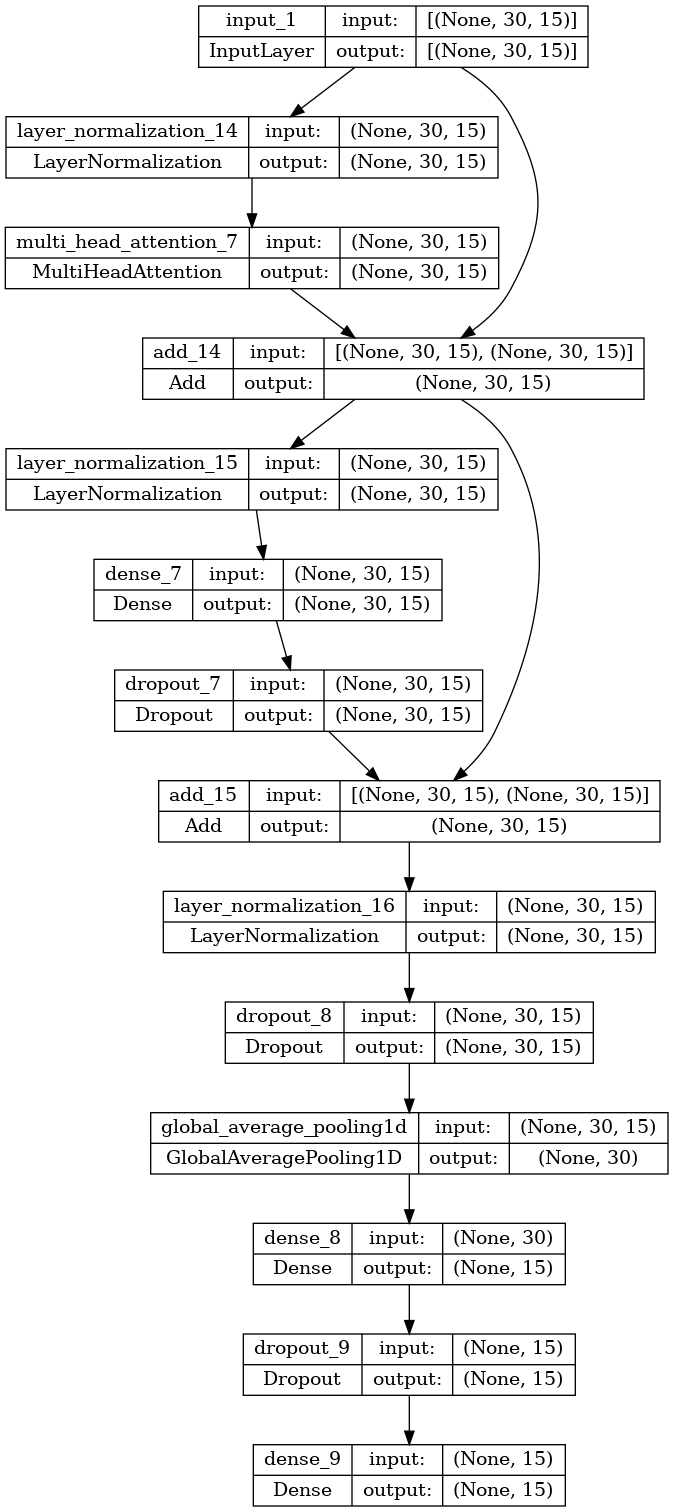 input_1 input: [(None, 30, 15)]
InputLayer output: [(None, 30, 15)]
layer_normalization_14 input: (None, 30, 15)
LayerNormalization output: (None, 30, 15)
multi_head_attention_7 input: (None, 30, 15)
MultiHeadAttention output: (None, 30, 15)
add_14 input: [(None, 30, 15), (None, 30, 15)]
Add output: (None, 30, 15)
layer_normalization_15 input: (None, 30, 15)
LayerNormalization output: (None, 30, 15)
dense_7 input: (None, 30, 15)
Dense output: (None, 30, 15)
dropout_7 input: (None, 30, 15)
Dropout output: (None, 30, 15)
add_15 input: [(None, 30, 15), (None, 30, 15)]
Add output: (None, 30, 15)
layer_normalization_16 input: (None, 30, 15)
LayerNormalization output: (None, 30, 15)
dropout_8 input: (None, 30, 15)
Dropout output: (None, 30, 15)
global_average_pooling1d input: (None, 30, 15)
GlobalAveragePooling1D output: (None, 30)
dense_8 input: (None, 30)
Dense output: (None, 15)
dropout_9 input: (None, 15)
Dropout output: (None, 15)
dense_9 input: (None, 15)
Dense output: (None, 15)